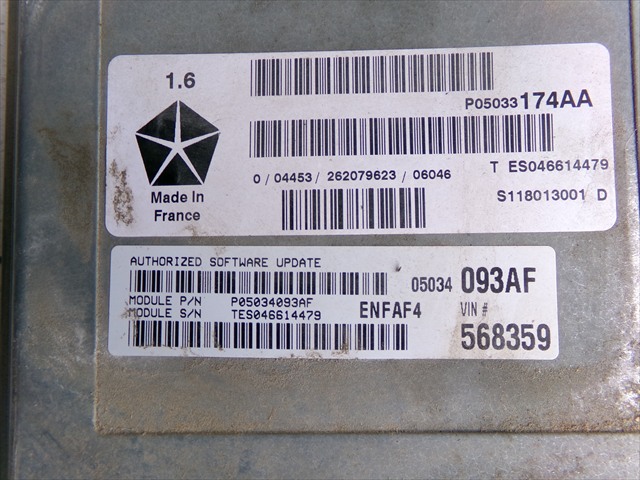 1.6
P05033174AA
T ES046614479
0 / 04453 / 262079623 / 06046
Made In
France
S118013001 D
AUTHORIZED SOFTWARE UPDATE
05034 093AF
MODULE P/N P05034093AF
MODULE S/N TES046614479
ENFAF4
VIN #
568359